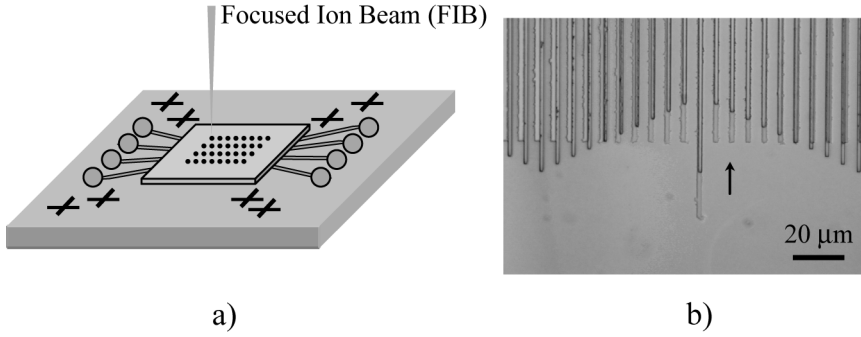 Focused Ion Beam (FIB)
20 μm
a)
b)